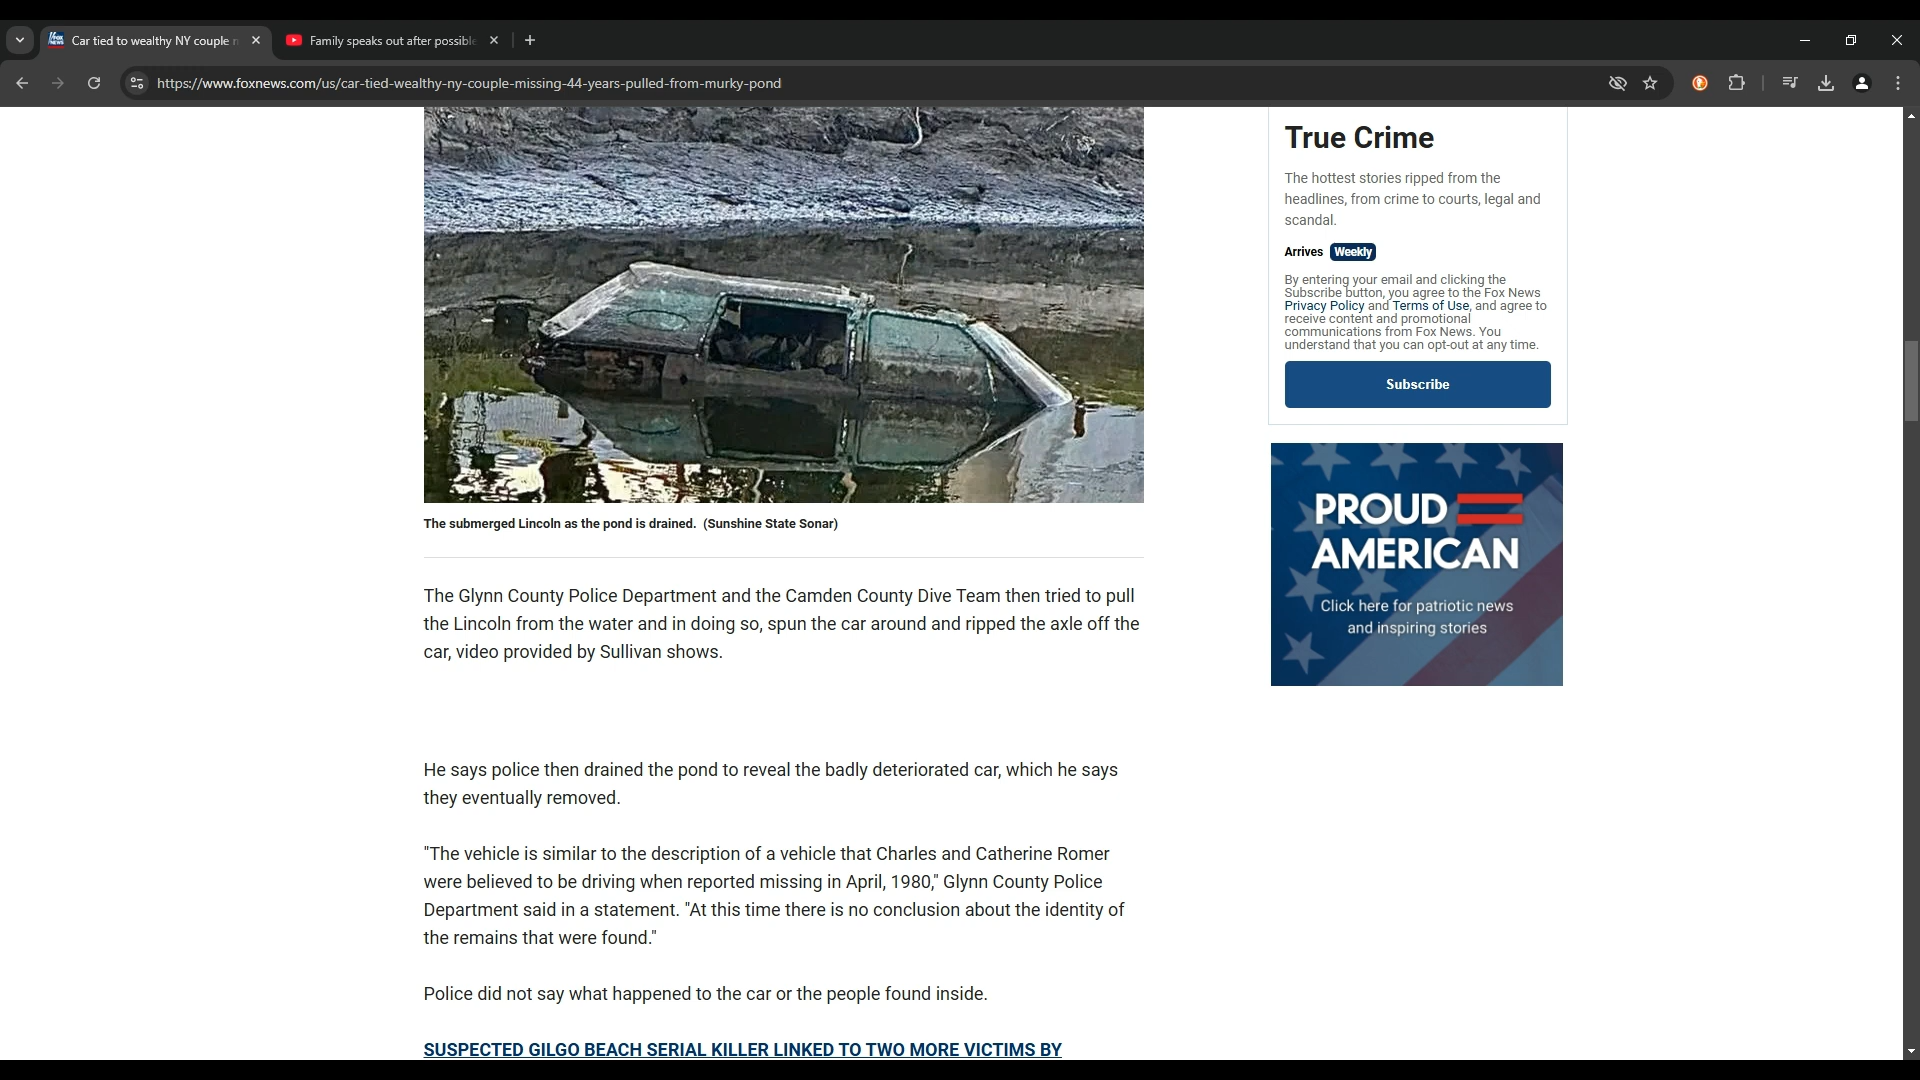 Car tied to wealthy NY couple
Family speaks out after possible
https://www.foxnews.com/us/car-tied-wealthy-ny-couple-missing-44-years-pulled-from-murky-pond
The submerged Lincoln as the pond is drained. (Sunshine State Sonar)
The Glynn County Police Department and the Camden County Dive Team then tried to pull
the Lincoln from the water and in doing so, spun the car around and ripped the axle off the
car, video provided by Sullivan shows.
He says police then drained the pond to reveal the badly deteriorated car, which he says
they eventually removed.
"The vehicle is similar to the description of a vehicle that Charles and Catherine Romer
were believed to be driving when reported missing in April, 1980," Glynn County Police
Department said in a statement. "At this time there is no conclusion about the identity of
the remains that were found."
Police did not say what happened to the car or the people found inside.
SUSPECTED GILGO BEACH SERIAL KILLER LINKED TO TWO MORE VICTIMS BY
True Crime
The hottest stories ripped from the
headlines, from crime to courts, legal and
scandal.
Arrives Weekly
By entering your email and clicking the
Subscribe button, you agree to the Fox News
Privacy Policy and Terms of Use, and agree to
receive content and promotional
communications from Fox News. You
understand that you can opt-out at any time.
Subscribe
PROUD
AMERICAN
Click here for patriotic news
and inspiring stories